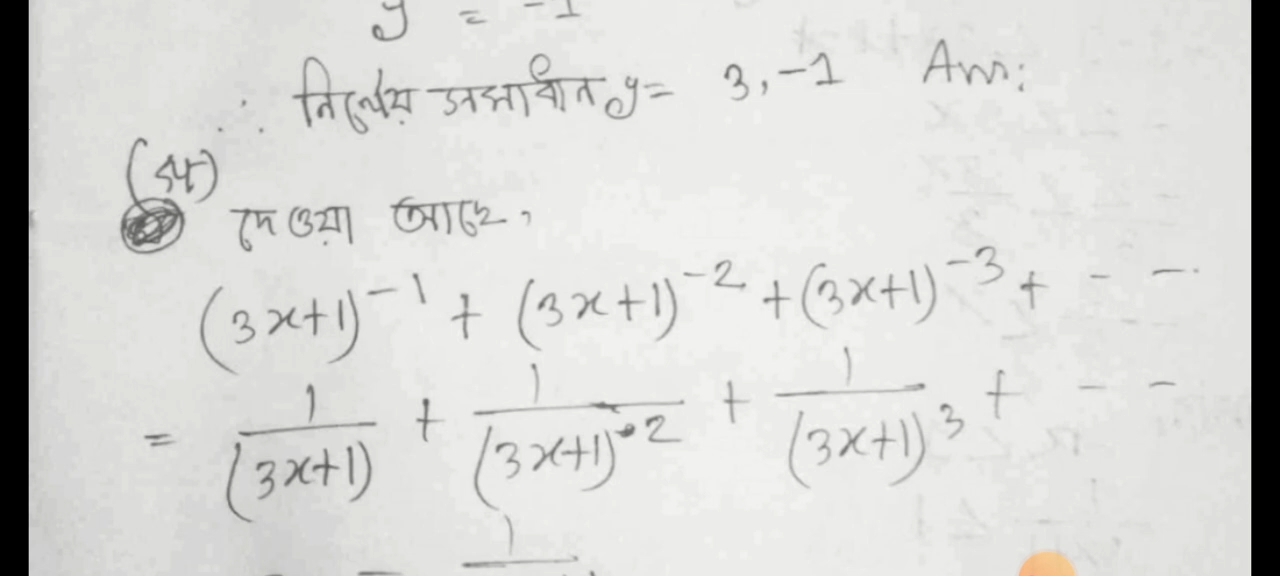 y = -1
∴ নির্ণেয় সমাধান y = 3, -1 Ans:
(১৮)
দেওয়া আছে,
(3x+1)^-1 + (3x+1)^-2 + (3x+1)^-3 + - -
= 1/(3x+1) + 1/(3x+1)^2 + 1/(3x+1)^3 + - -